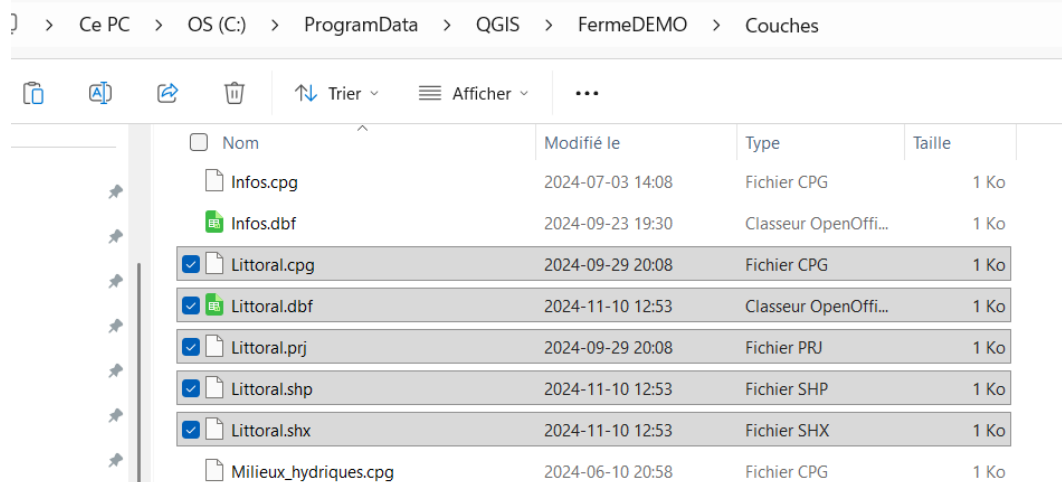 Ce PC > OS (C:) > ProgramData > QGIS > FermeDEMO > Couches
A Trier Afficher ...
Nom Modifié le Type Taille
Infos.cpg 2024-07-03 14:08 Fichier CPG 1 Ko
Infos.dbf 2024-09-23 19:30 Classeur OpenOffi... 1 Ko
Littoral.cpg 2024-09-29 20:08 Fichier CPG 1 Ko
Littoral.dbf 2024-11-10 12:53 Classeur OpenOffi... 1 Ko
Littoral.prj 2024-09-29 20:08 Fichier PRJ 1 Ko
Littoral.shp 2024-11-10 12:53 Fichier SHP 1 Ko
Littoral.shx 2024-11-10 12:53 Fichier SHX 1 Ko
Milieux_hydriques.cpg 2024-06-10 20:58 Fichier CPG 1 Ko